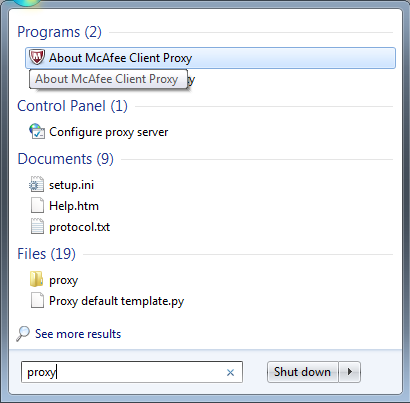 Programs (2)
About McAfee Client Proxy
About McAfee Client Proxy
Control Panel (1)
Configure proxy server
Documents (9)
setup.ini
Help.htm
protocol.txt
Files (19)
proxy
Proxy default template.py
See more results
proxy
Shut down